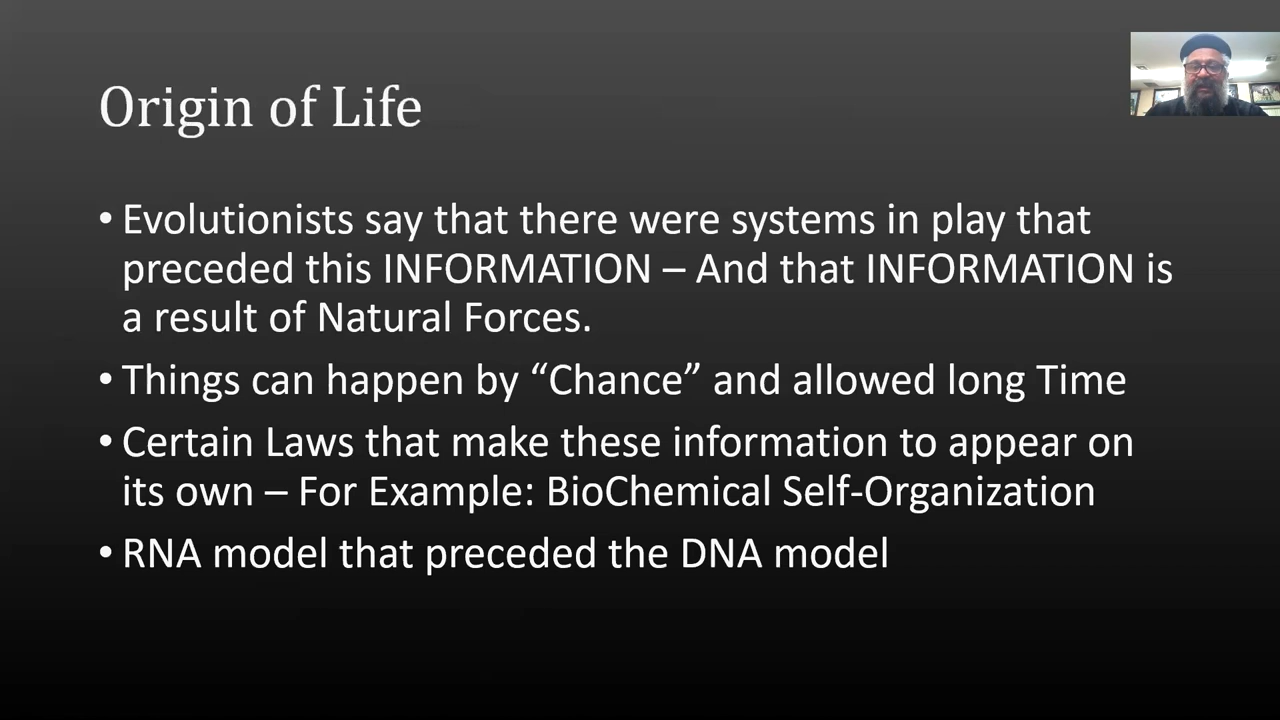 Origin of Life
• Evolutionists say that there were systems in play that
preceded this INFORMATION – And that INFORMATION is
a result of Natural Forces.
• Things can happen by “Chance” and allowed long Time
• Certain Laws that make these information to appear on
its own – For Example: BioChemical Self-Organization
• RNA model that preceded the DNA model